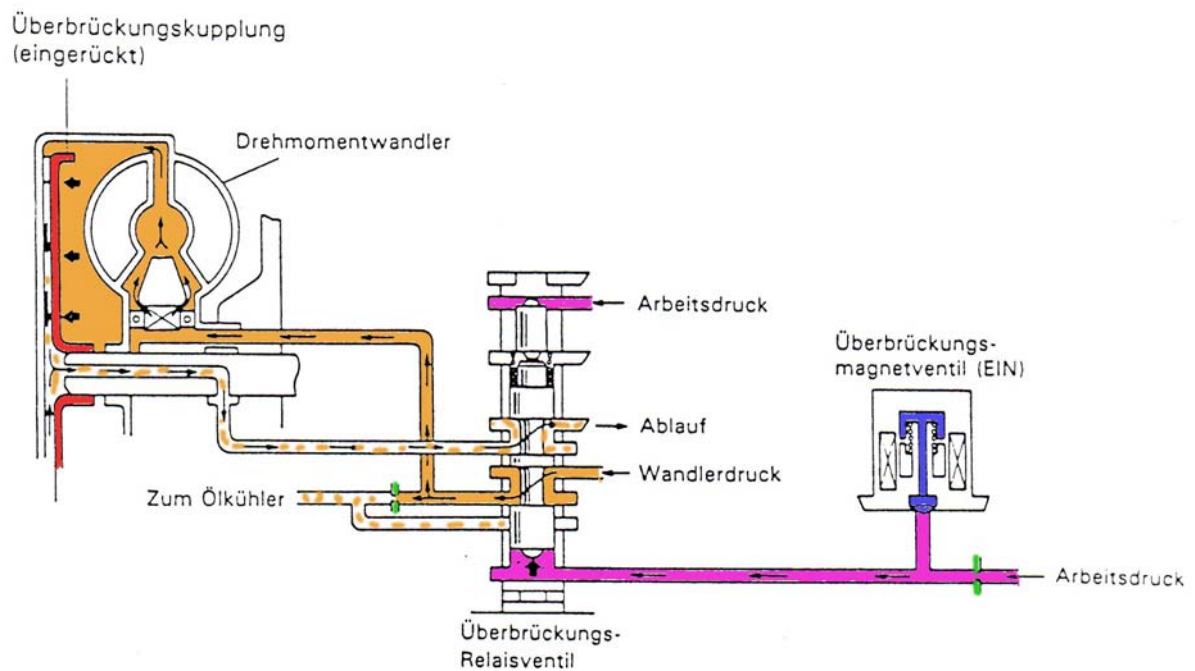 Überbrückungskupplung
(eingerückt)
Drehmomentwandler
Arbeitsdruck
Überbrückungs-
magnetventil (EIN)
Ablauf
Wandlerdruck
Zum Ölkühler
Arbeitsdruck
Überbrückungs-
Relaisventil